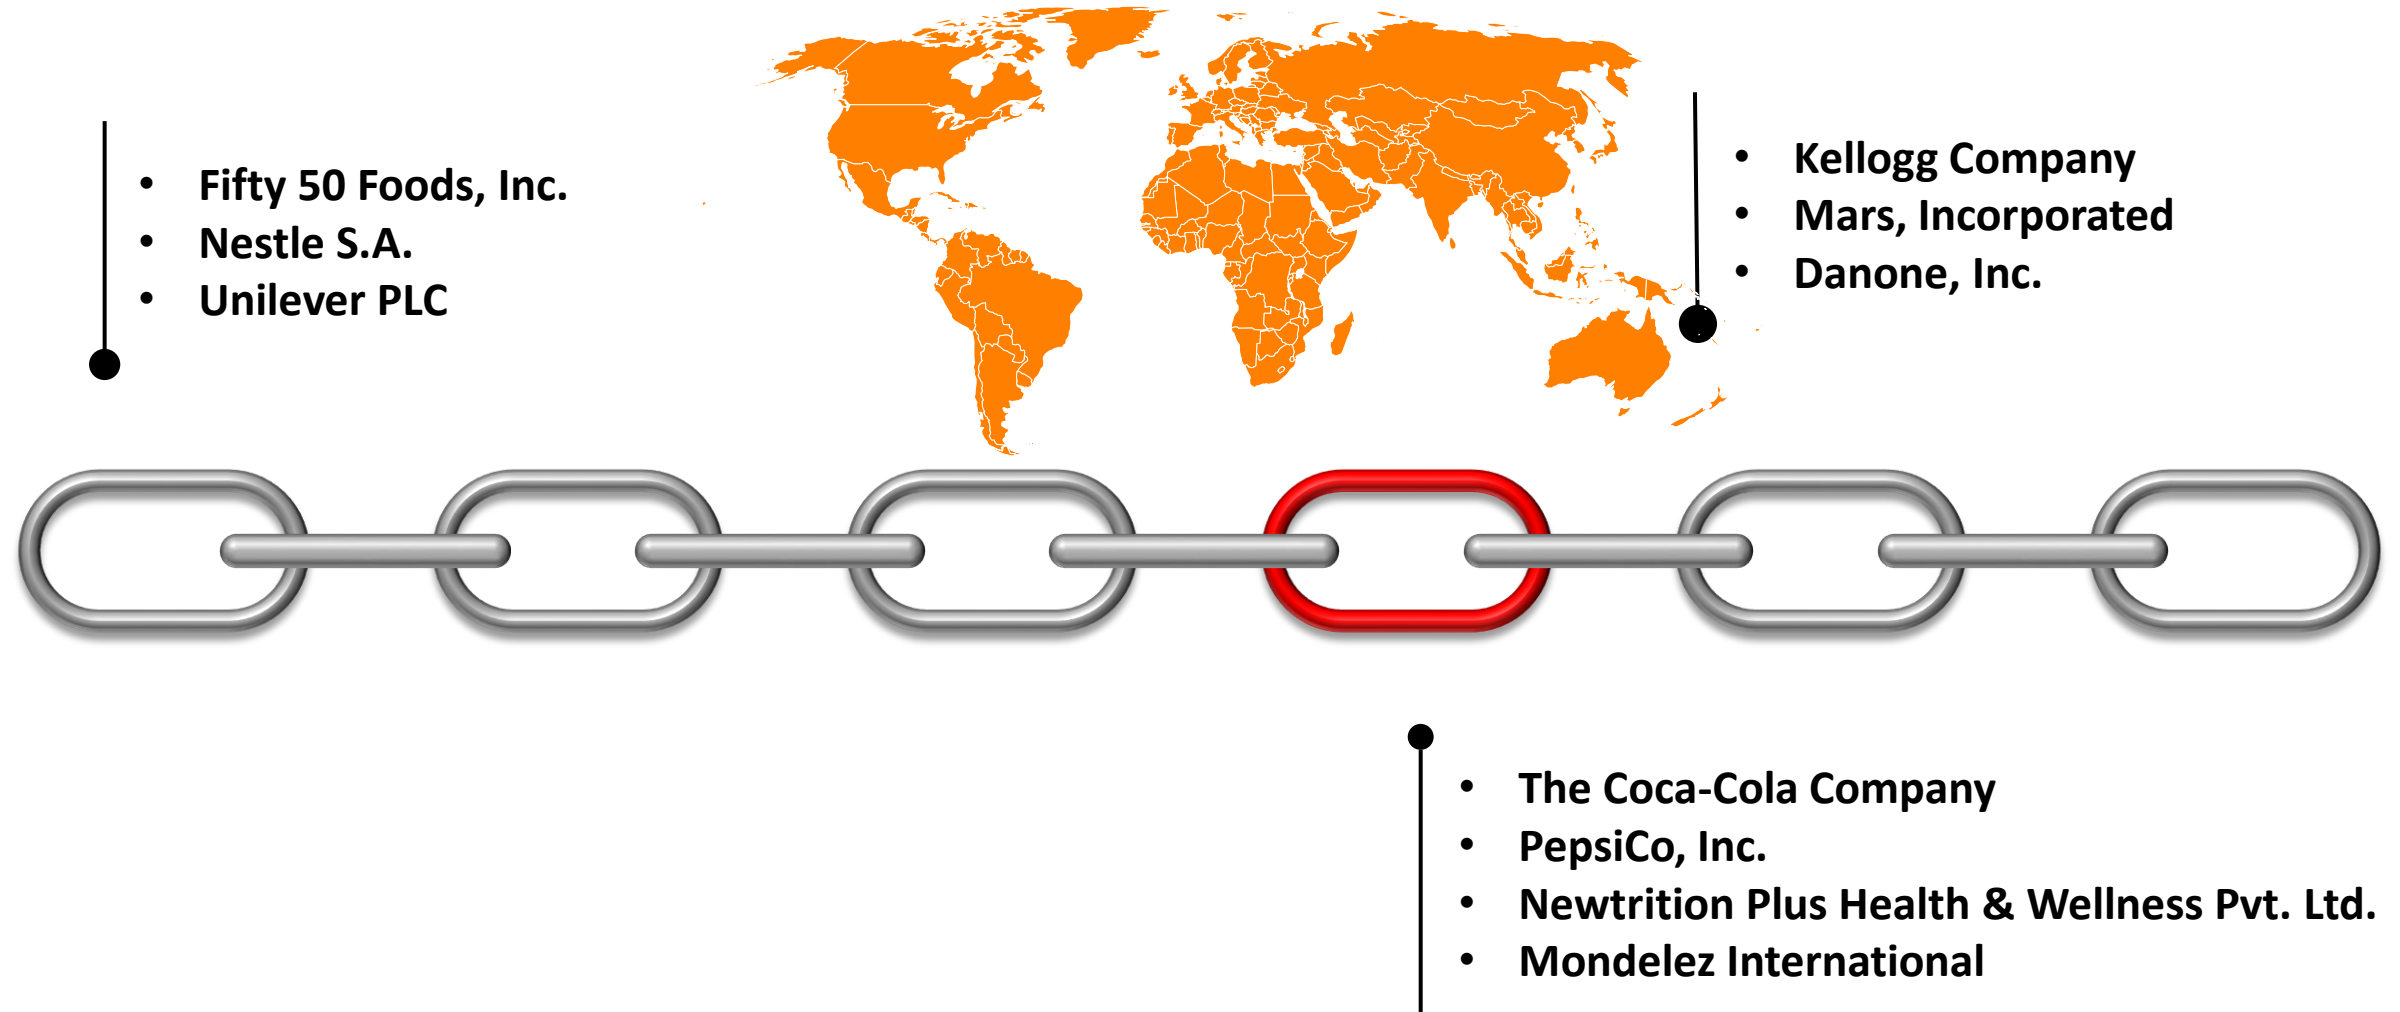 • Fifty 50 Foods, Inc.
• Nestle S.A.
• Unilever PLC
• Kellogg Company
• Mars, Incorporated
• Danone, Inc.
• The Coca-Cola Company
• PepsiCo, Inc.
• Newtrition Plus Health & Wellness Pvt. Ltd.
• Mondelez International